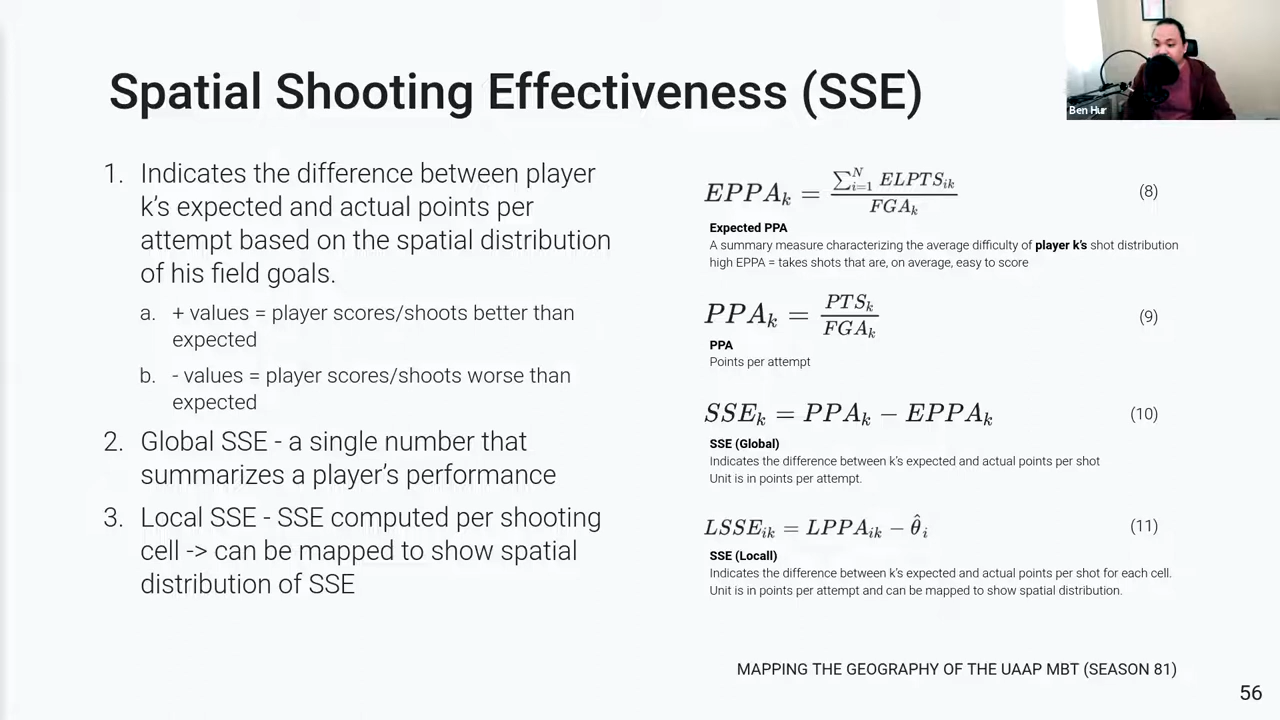 Spatial Shooting Effectiveness (SSE)
Ben Hur
1. Indicates the difference between player
k's expected and actual points per
attempt based on the spatial distribution
of his field goals.
a. + values = player scores/shoots better than
expected
b. - values = player scores/shoots worse than
expected
2. Global SSE - a single number that
summarizes a player's performance
3. Local SSE - SSE computed per shooting
cell -> can be mapped to show spatial
distribution of SSE
EPPA_k = \frac{\sum_{i=1}^{N} ELPTS_{ik}}{FGA_k} (8)
Expected PPA
A summary measure characterizing the average difficulty of player k's shot distribution
high EPPA = takes shots that are, on average, easy to score
PPA_k = \frac{PTS_k}{FGA_k} (9)
PPA
Points per attempt
SSE_k = PPA_k − EPPA_k (10)
SSE (Global)
Indicates the difference between k's expected and actual points per shot
Unit is in points per attempt.
LSSE_{ik} = LPPA_{ik} − \hat{θ}_i (11)
SSE (Locall)
Indicates the difference between k's expected and actual points per shot for each cell.
Unit is in points per attempt and can be mapped to show spatial distribution.
MAPPING THE GEOGRAPHY OF THE UAAP MBT (SEASON 81)
56